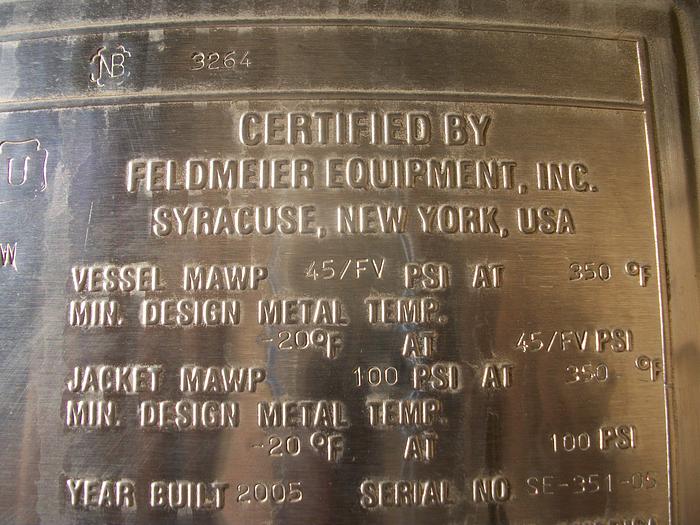 NB 3264
CERTIFIED BY
U
FELDMEIER EQUIPMENT, INC.
SYRACUSE, NEW YORK, USA
W
VESSEL MAWP 45/FV PSI AT 350 °F
MIN. DESIGN METAL TEMP.
-20°F AT 45/FV PSI
JACKET MAWP 100 PSI AT 350 °F
MIN. DESIGN METAL TEMP.
-20 °F AT 100 PSI
YEAR BUILT 2005 SERIAL NO SE-351-05